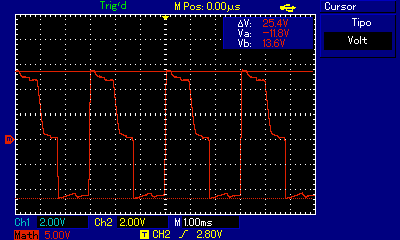 Trig'd M Pos: 0.00µs Cursor
ΔV: 25.4V
Va: -11.8V
Vb: 13.6V
Tipo
Volt
Ch1 2.00V Ch2 2.00V M 1.00ms
Math 5.00V T CH2 2.80V